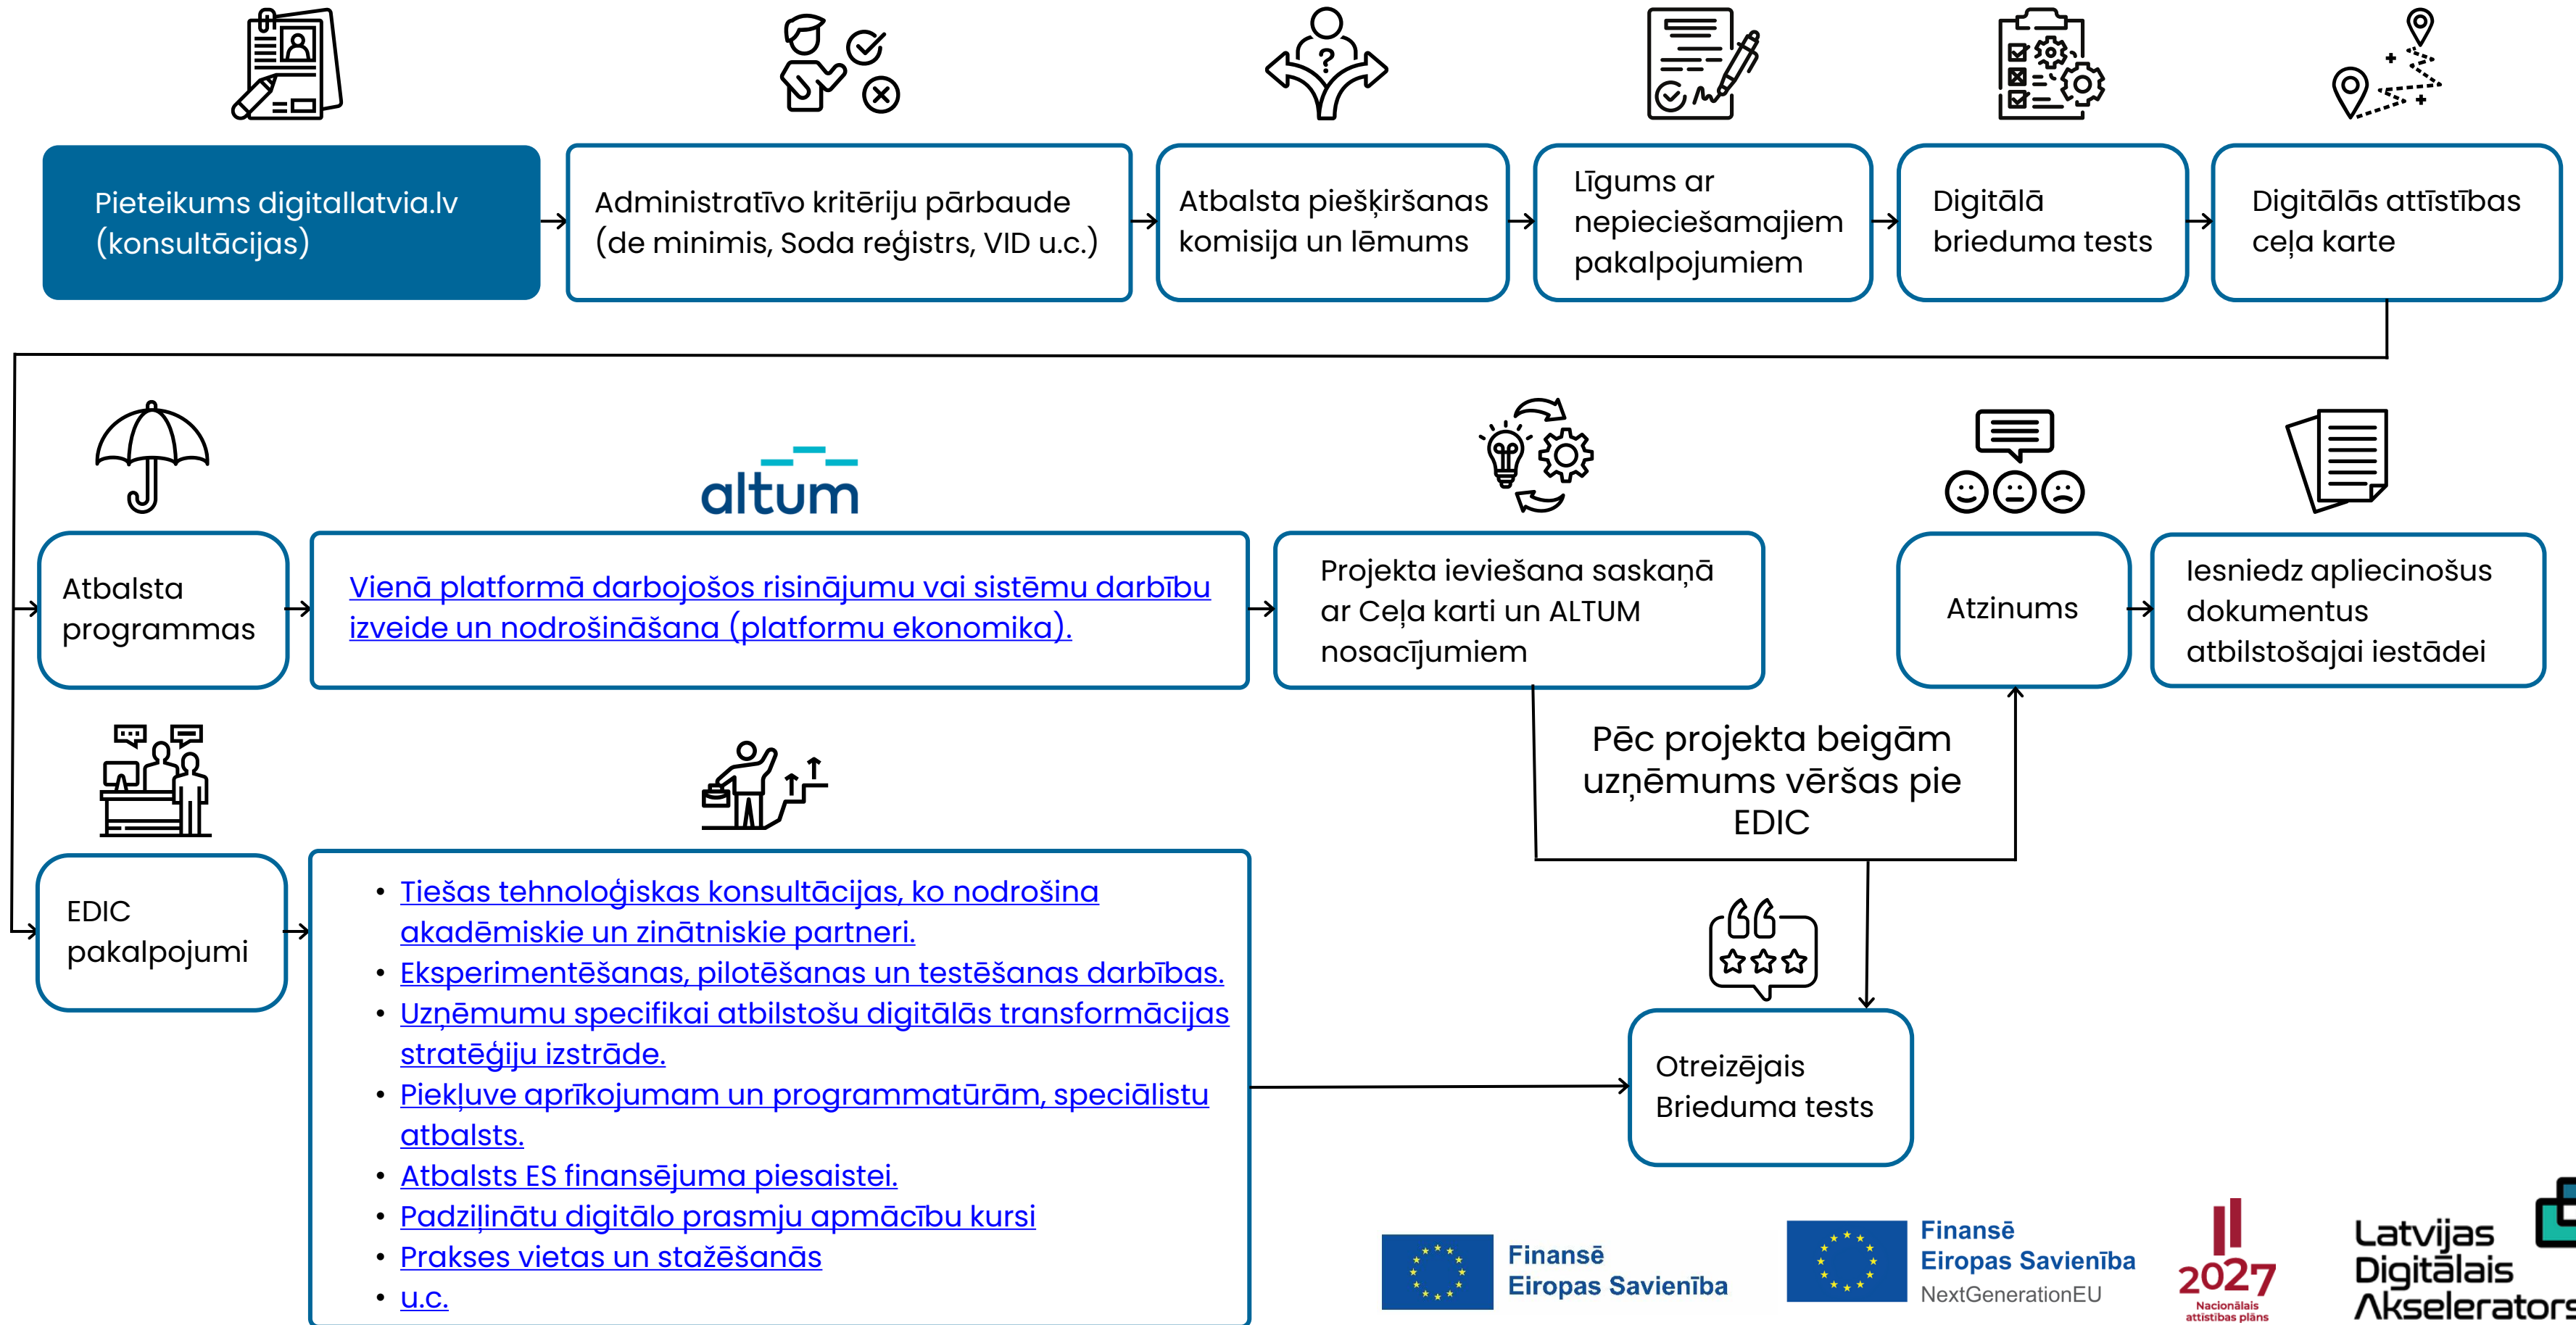 Pieteikums digitallatvia.lv
(konsultācijas)
Administratīvo kritēriju pārbaude
(de minimis, Soda reģistrs, VID u.c.)
Atbalsta piešķiršanas
komisija un lēmums
Līgums ar
nepieciešamajiem
pakalpojumiem
Digitālā
brieduma tests
Digitālās attīstības
ceļa karte
altum
Atbalsta
programmas
Vienā platformā darbojošos risinājumu vai sistēmu darbību
izveide un nodrošināšana (platformu ekonomika).
Projekta ieviešana saskaņā
ar Ceļa karti un ALTUM
nosacījumiem
Atzinums
Iesniedz apliecinošus
dokumentus
atbilstošajai iestādei
Pēc projekta beigām
uzņēmums vēršas pie
EDIC
EDIC
pakalpojumi
• Tiešas tehnoloģiskas konsultācijas, ko nodrošina
akadēmiskie un zinātniskie partneri.
• Eksperimentēšanas, pilotēšanas un testēšanas darbības.
• Uzņēmumu specifikai atbilstošu digitālās transformācijas
stratēģiju izstrāde.
• Piekļuve aprīkojumam un programmatūrām, speciālistu
atbalsts.
• Atbalsts ES finansējuma piesaistei.
• Padziļinātu digitālo prasmju apmācību kursi
• Prakses vietas un stažēšanās
• u.c.
Otreizējais
Brieduma tests
Finansē
Eiropas Savienība
Finansē
Eiropas Savienība
NextGenerationEU
2027
Nacionālais
attīstības plāns
Latvijas
Digitālais
Akselerators